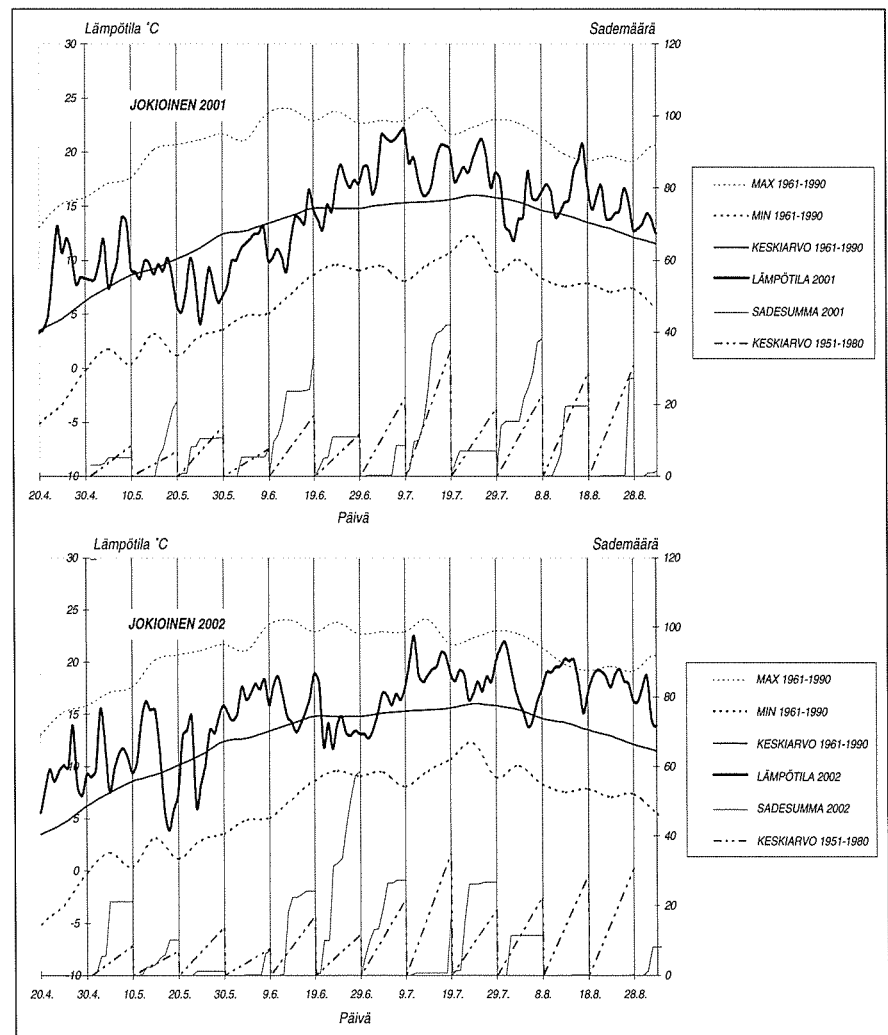 Lämpötila °C Sademäärä
30 120
JOKIOINEN 2001
25 100
20 80
15
10 60
5
0 40
-5 20
-10 0
20.4. 30.4. 10.5. 20.5. 30.5. 9.6. 19.6. 29.6. 9.7. 19.7. 29.7. 8.8. 18.8. 28.8.
Päivä
MAX 1961-1990
MIN 1961-1990
KESKIARVO 1961-1990
LÄMPÖTILA 2001
SADESUMMA 2001
KESKIARVO 1951-1980
Lämpötila °C Sademäärä
30 120
JOKIOINEN 2002
25 100
20 80
15
10 60
5
0 40
-5 20
-10 0
20.4. 30.4. 10.5. 20.5. 30.5. 9.6. 19.6. 29.6. 9.7. 19.7. 29.7. 8.8. 18.8. 28.8.
Päivä
MAX 1961-1990
MIN 1961-1990
KESKIARVO 1961-1990
LÄMPÖTILA 2002
SADESUMMA 2002
KESKIARVO 1951-1980